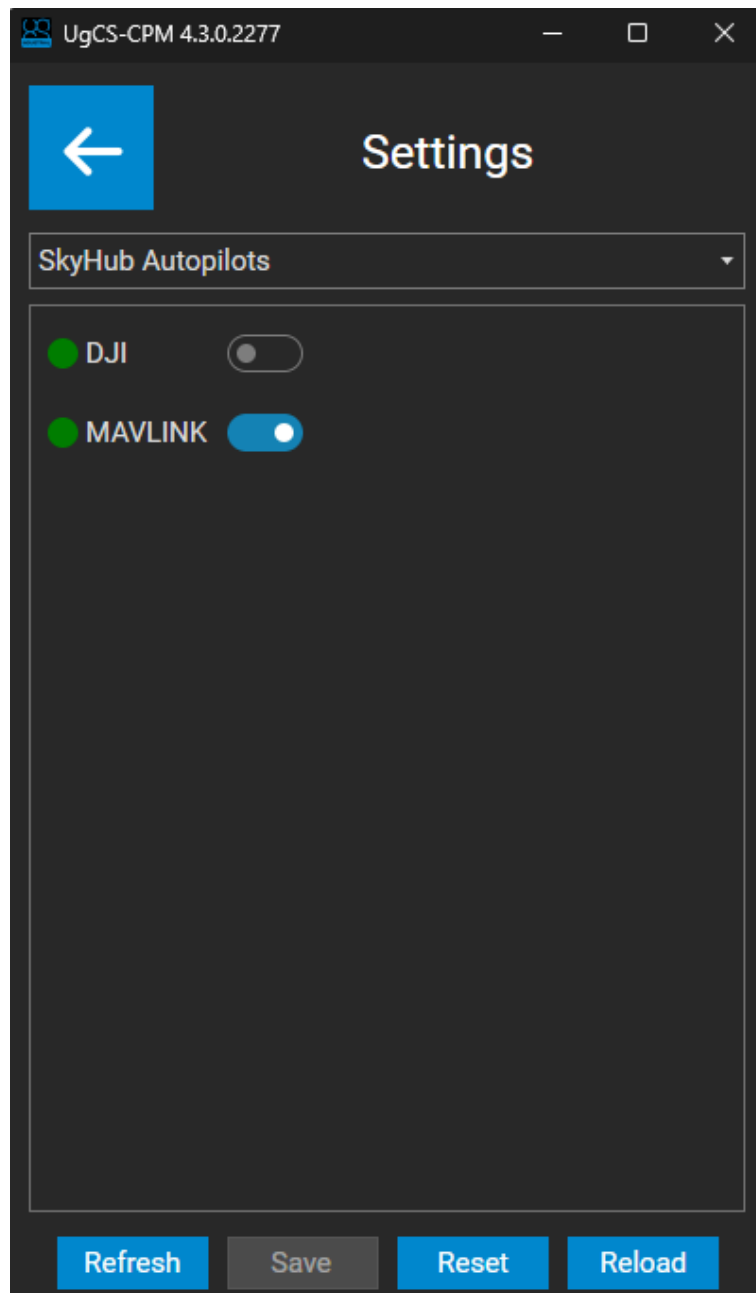 UgCS-CPM 4.3.0.2277
Settings
SkyHub Autopilots
DJI
MAVLINK
Refresh Save Reset Reload